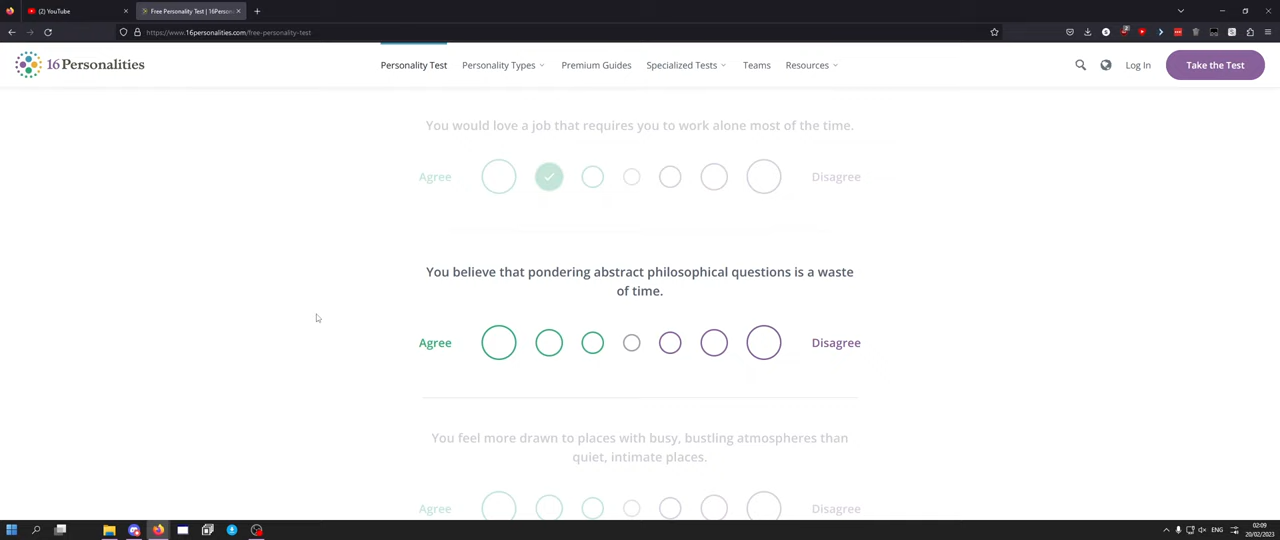 (2) YouTube
Free Personality Test | 16Person
https://www.16personalities.com/free-personality-test
2
16Personalities
Personality Test
Personality Types
Premium Guides
Specialized Tests
Teams
Resources
Log In
Take the Test
You would love a job that requires you to work alone most of the time.
Agree
Disagree
You believe that pondering abstract philosophical questions is a waste
of time.
Agree
Disagree
You feel more drawn to places with busy, bustling atmospheres than
quiet, intimate places.
Agree
Disagree
ENG
02:09
20/02/2023